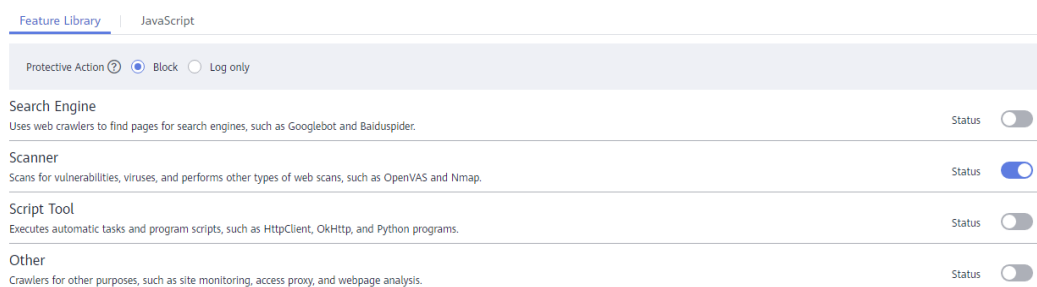 Feature Library JavaScript
Protective Action ? Block Log only
Search Engine
Uses web crawlers to find pages for search engines, such as Googlebot and Baiduspider.
Status
Scanner
Scans for vulnerabilities, viruses, and performs other types of web scans, such as OpenVAS and Nmap.
Status
Script Tool
Executes automatic tasks and program scripts, such as HttpClient, OkHttp, and Python programs.
Status
Other
Crawlers for other purposes, such as site monitoring, access proxy, and webpage analysis.
Status